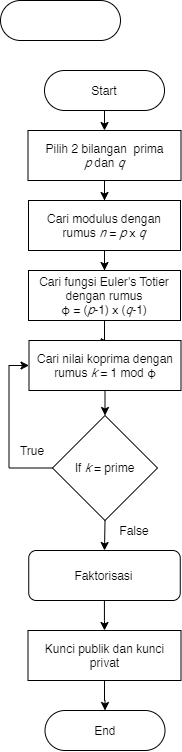 Start
Pilih 2 bilangan prima
p dan q
Cari modulus dengan
rumus n = p x q
Cari fungsi Euler's Totier
dengan rumus
Φ = (p-1) x (q-1)
Cari nilai koprima dengan
rumus k = 1 mod Φ
True
If k = prime
False
Faktorisasi
Kunci publik dan kunci
privat
End